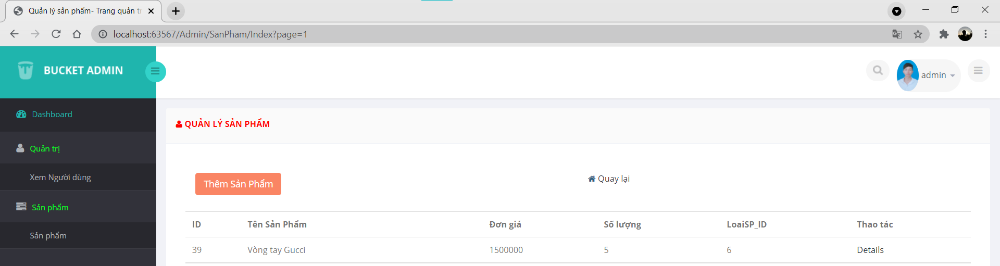 Quản lý sản phẩm- Trang quản tr
localhost:63567/Admin/SanPham/Index?page=1
BUCKET ADMIN
admin
Dashboard
QUẢN LÝ SẢN PHẨM
Quản trị
Xem Người dùng
Thêm Sản Phẩm
Quay lại
Sản phẩm
Sản phẩm
ID Tên Sản Phẩm Đơn giá Số lượng LoaiSP_ID Thao tác
39 Vòng tay Gucci 1500000 5 6 Details